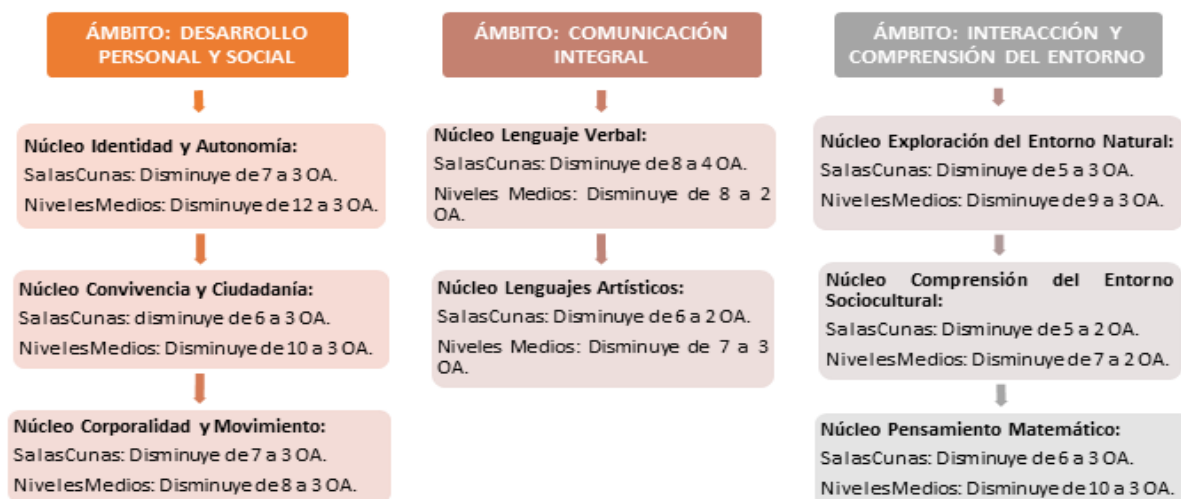 ÁMBITO: DESARROLLO
PERSONAL Y SOCIAL
Núcleo Identidad y Autonomía:
SalasCunas: Disminuye de 7 a 3 OA.
NivelesMedios: Disminuye de 12 a 3 OA.
Núcleo Convivencia y Ciudadanía:
SalasCunas: disminuye de 6 a 3 OA.
NivelesMedios: Disminuye de 10 a 3 OA.
Núcleo Corporalidad y Movimiento:
SalasCunas: Disminuye de 7 a 3 OA.
NivelesMedios: Disminuye de 8 a 3 OA.
ÁMBITO: COMUNICACIÓN
INTEGRAL
Núcleo Lenguaje Verbal:
SalasCunas: Disminuye de 8 a 4 OA.
Niveles Medios: Disminuye de 8 a 2
OA.
Núcleo Lenguajes Artísticos:
SalasCunas: Disminuye de 6 a 2 OA.
Niveles Medios: Disminuye de 7 a 3
OA.
ÁMBITO: INTERACCIÓN Y
COMPRENSIÓN DEL ENTORNO
Núcleo Exploración del Entorno Natural:
SalasCunas: Disminuye de 5 a 3 OA.
NivelesMedios: Disminuye de 9 a 3 OA.
Núcleo Comprensión del Entorno
Sociocultural:
SalasCunas: Disminuye de 5 a 2 OA.
NivelesMedios: Disminuye de 7 a 2 OA.
Núcleo Pensamiento Matemático:
SalasCunas: Disminuye de 6 a 3 OA.
NivelesMedios: Disminuye de 10 a 3 OA.